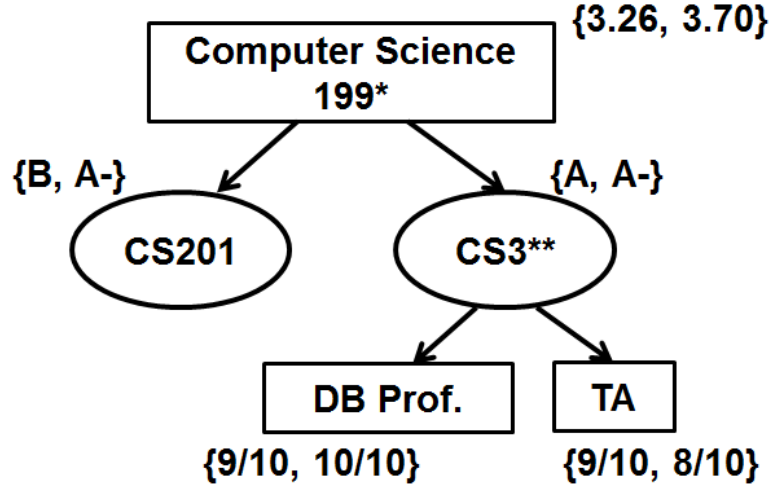 {3.26, 3.70}
Computer Science
199*
{B, A-}
{A, A-}
CS201
CS3**
DB Prof.
TA
{9/10, 10/10}
{9/10, 8/10}